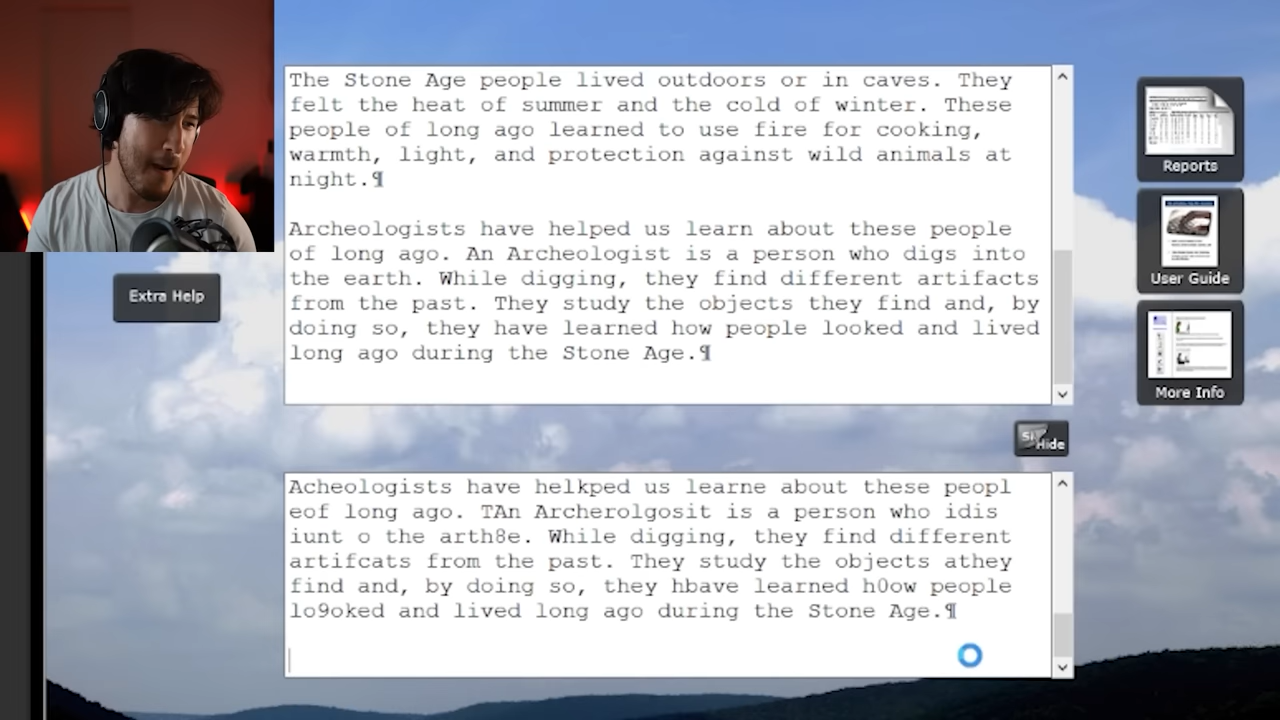 The Stone Age people lived outdoors or in caves. They
felt the heat of summer and the cold of winter. These
people of long ago learned to use fire for cooking,
warmth, light, and protection against wild animals at
night.¶
Archeologists have helped us learn about these people
of long ago. An Archeologist is a person who digs into
the earth. While digging, they find different artifacts
from the past. They study the objects they find and, by
doing so, they have learned how people looked and lived
long ago during the Stone Age.¶
Extra Help
Reports
User Guide
More Info
Hide
Acheologists have helkped us learne about these peopl
eof long ago. TAn Archerolgosit is a person who idis
iunt o the arth8e. While digging, they find different
artifcats from the past. They study the objects athey
find and, by doing so, they hbave learned h0ow people
lo9oked and lived long ago during the Stone Age.¶